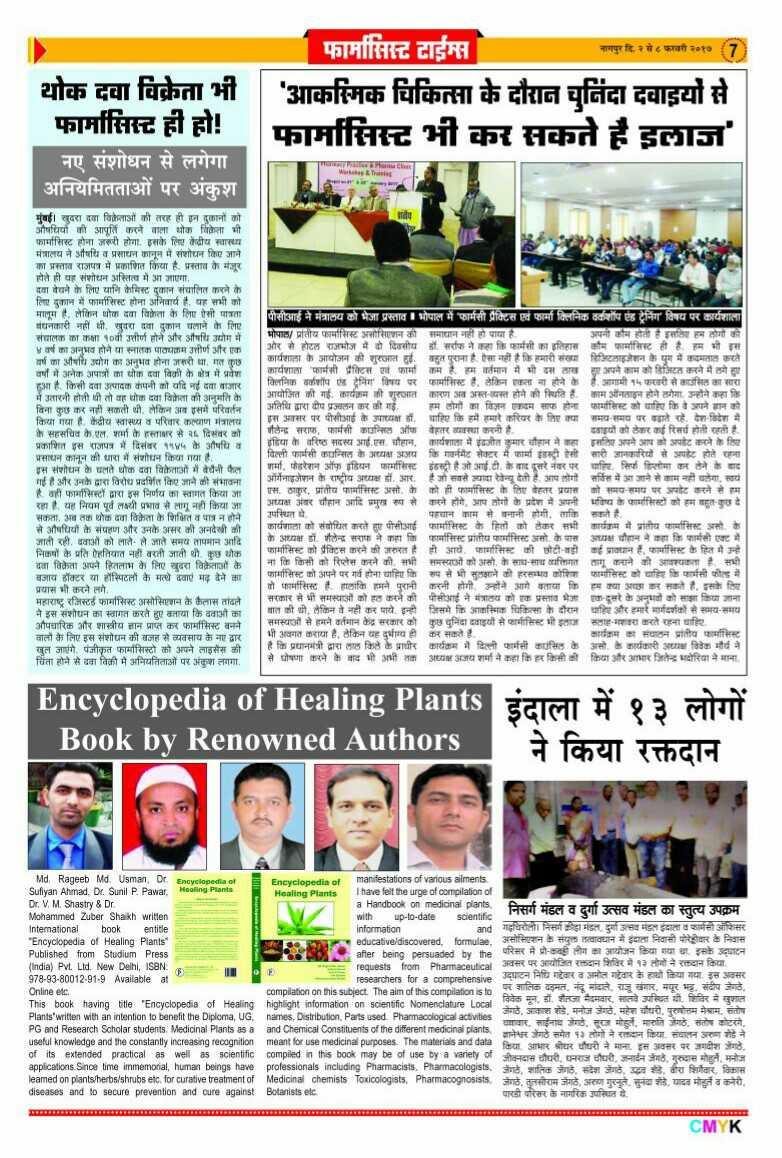 फार्मासिस्ट टाईम्स
नागपुर दि. २ से ८ फरवरी २०१७
7
थोक दवा विक्रेता भी
फार्मासिस्ट ही हो!
नए संशोधन से लगेगा
अनियमितताओं पर अंकुश
मुंबई। खुदरा दवा विक्रेताओं की तरह ही इन दुकानों को
औषधियों की आपूर्ति करने वाला थोक विक्रेता भी
फार्मासिस्ट होना जरूरी होगा. इसके लिए केंद्रीय स्वास्थ्य
मंत्रालय ने औषधि व प्रसाधन कानून में संशोधन किए जाने
का प्रस्ताव राजपत्र में प्रकाशित किया है. प्रस्ताव के मंजूर
होते ही यह संशोधन अस्तित्व में आ जाएगा.
दवा बेचने के लिए यानि केमिस्ट दुकान संचालित करने के
लिए दुकान में फार्मासिस्ट होना अनिवार्य है. यह सभी को
मालूम है, लेकिन थोक दवा विक्रेता के लिए ऐसी पात्रता
बंधनकारी नहीं थी. खुदरा दवा दुकान चलाने के लिए
संचालक का कक्षा १०वीं उत्तीर्ण होने और औषधि उद्योग में
४ वर्ष का अनुभव होने या स्नातक पाठ्यक्रम उत्तीर्ण और एक
वर्ष का औषधि उद्योग का अनुभव होना जरूरी था. गत कुछ
वर्षों में अनेक अपात्रों का थोक दवा बिक्री के क्षेत्र में प्रवेश
हुआ है. किसी दवा उत्पादक कंपनी को यदि नई दवा बाजार
में उतारनी होती थी तो वह थोक दवा विक्रेता की अनुमति के
बिना कुछ कर नहीं सकती थी. लेकिन अब इसमें परिवर्तन
किया गया है. केंद्रीय स्वास्थ्य व परिवार कल्याण मंत्रालय
के सहसचिव के.एल. शर्मा के हस्ताक्षर से २६ दिसंबर को
प्रकाशित इस राजपत्र में दिसंबर १९४५ के औषधि व
प्रसाधन कानून की धारा में संशोधन किया गया है.
इस संशोधन के चलते थोक दवा विक्रेताओं में बेचैनी फैल
गई है और उनके द्वारा विरोध प्रदर्शित किए जाने की संभावना
है. वहीं फार्मासिस्टों द्वारा इस निर्णय का स्वागत किया जा
रहा है. यह नियम पूर्व लक्ष्यी प्रभाव से लागू नहीं किया जा
सकता. अब तक थोक दवा विक्रेता के शिक्षित व पात्र न होने
से औषधियों के संग्रहण और उनके असर की अनदेखी की
जाती रही. दवाओं को लाते- ले जाते समय तापमान आदि
निकषों के प्रति ऐहतियात नहीं बरती जाती थी. कुछ थोक
दवा विक्रेता अपने हितलाभ के लिए खुदरा विक्रेताओं के
बजाय डॉक्टर या हॉस्पिटलों के मत्थे दवाएं मढ़ देने का
प्रयास भी करने लगे.
महाराष्ट्र रजिस्टर्ड फार्मासिस्ट असोसिएशन के कैलास तांदले
ने इस संशोधन का स्वागत करते हुए बताया कि दवाओं का
औपचारिक और शास्त्रीय ज्ञान प्राप्त कर फार्मासिस्ट बनने
वालों के लिए इस संशोधन की वजह से व्यवसाय के नए द्वार
खुल जाएंगे. पंजीकृत फार्मासिस्टों को अपने लाइसेंस की
चिंता होने से दवा विक्री में अनियतिताओं पर अंकुश लगेगा.
'आकस्मिक चिकित्सा के दौरान चुनिंदा दवाइयों से
फार्मासिस्ट भी कर सकते है इलाज'
Pharmacy Practice & Pharma Clinic
Workshop & Training
पीसीआई ने मंत्रालय को भेजा प्रस्ताव ∎ भोपाल में 'फार्मसी प्रैक्टिस एवं फार्मा क्लिनिक वर्कशॉप एंड ट्रेनिंग' विषय पर कार्यशाला
भोपाल/ प्रांतीय फार्मासिस्ट असोसिएशन की
ओर से होटल राजभोज में दो दिवसीय
कार्यशाला के आयोजन की शुरुआत हुई.
कार्यशाला 'फार्मसी प्रैक्टिस एवं फार्मा
क्लिनिक वर्कशॉप एंड ट्रेनिंग' विषय पर
आयोजित की गई. कार्यक्रम की शुरुआत
अतिथि द्वारा दीप प्रज्वलन कर की गई.
इस अवसर पर पीसीआई के उपाध्यक्ष डॉ.
शैलेन्द्र सराफ, फार्मसी काउन्सिल ऑफ
इंडिया के वरिष्ठ सदस्य आई.एस. चौहान,
दिल्ली फार्मसी काउन्सिल के अध्यक्ष अजय
शर्मा, फेडरेशन ऑफ़ इंडियन फार्मासिस्ट
ऑर्गेनाइजेशन के राष्ट्रीय अध्यक्ष डॉ. आर.
एस. ठाकुर, प्रांतीय फार्मासिस्ट असो. के
अध्यक्ष अंबर चौहान आदि प्रमुख रूप से
उपस्थित थे.
कार्यशाला को संबोधित करते हुए पीसीआई
के अध्यक्ष डॉ. शैलेन्द्र सराफ ने कहा कि
फार्मासिस्ट को प्रैक्टिस करने की जरुरत है
ना कि किसी को रिप्लेस करने की. सभी
फार्मासिस्ट को अपने पर गर्व होना चाहिए कि
वो फार्मासिस्ट हैं. हालांकि हमने पुरानी
सरकार से भी समस्याओं को हल करने की
बात की थी, लेकिन वे नहीं कर पाये. इन्ही
समस्याओं से हमने वर्तमान केंद्र सरकार को
भी अवगत कराया है, लेकिन यह दुर्भाग्य ही
है कि प्रधानमंत्री द्वारा लाल किले के प्राचीर
से घोषणा करने के बाद भी अभी तक
समाधान नहीं हो पाया है.
डॉ. सर्राफ ने कहा कि फार्मसी का इतिहास
बहुत पुराना है. ऐसा नहीं है कि हमारी संख्या
कम है. हम वर्तमान में भी दस लाख
फार्मासिस्ट हैं, लेकिन एकता ना होने के
कारण अब अस्त-व्यस्त होने की स्थिति हैं.
हम लोगों का विज़न एकदम साफ होना
चाहिए कि हमें हमारे करियर के लिए क्या
बेहतर व्यवस्था करनी है.
कार्यशाला में इंद्रजीत कुमार चौहान ने कहा
कि गवर्नमेंट सेक्टर में फार्मा इंडस्ट्री ऐसी
इंडस्ट्री है जो आई.टी. के बाद दूसरे नंबर पर
है जो सबसे ज्यादा रेवेन्यू देती है. आप लोगों
को ही फार्मासिस्ट के लिए बेहतर प्रयास
करने होंगे, आप लोगों के प्रदेश में अपनी
पहचान काम से बनानी होगी, ताकि
फार्मासिस्ट के हितों को लेकर सभी
फार्मासिस्ट प्रांतीय फार्मासिस्ट असो. के पास
ही आयें. फार्मासिस्ट की छोटी-बड़ी
समस्याओं को असो. के साथ-साथ व्यक्तिगत
रूप से भी सुलझाने की हरसम्भव कोशिश
करनी होगी. उन्होंने आगे बताया कि
पीसीआई ने मंत्रालय को एक प्रस्ताव भेजा
जिसमे कि आकस्मिक चिकित्सा के दौरान
कुछ चुनिंदा दवाइयों से फार्मासिस्ट भी इलाज
कर सकते हैं.
कार्यक्रम में दिल्ली फार्मसी काउंसिल के
अध्यक्ष अजय शर्मा ने कहा कि हर किसी की
अपनी कौम होती है इसलिए हम लोगों की
कौम फार्मासिस्ट ही है. हम भी इस
डिजिटलाइजेशन के युग में कदमताल करते
हुए अपने काम को डिजिटल करने में लगे हुए
हैं. आगामी १५ फरवरी से काउंसिल का सारा
काम ऑनलाइन होने लगेगा. उन्होंने कहा कि
फार्मासिस्ट को चाहिए कि वे अपने ज्ञान को
समय-समय पर बढ़ाते रहें. देश-विदेश में
दवाइयों को लेकर कई रिसर्च होती रहती है.
इसलिए अपने आप को अपडेट करने के लिए
सारी जानकारियों से अपडेट होते रहना
चाहिए. सिर्फ डिप्लोमा कर लेने के बाद
सर्विस में आ जाने से काम नहीं चलेगा. स्वयं
को समय-समय पर अपडेट करने से हम
भविष्य के फार्मासिस्टों को हम बहुत-कुछ दे
सकते हैं.
कार्यक्रम में प्रांतीय फार्मासिस्ट असो. के
अध्यक्ष चौहान ने कहा कि फार्मसी एक्ट में
कई प्रावधान हैं, फार्मासिस्ट के हित में उन्हें
लागू कराने की आवश्यकता है. सभी
फार्मासिस्ट को चाहिए कि फार्मसी फील्ड में
हम क्या अच्छा कर सकते हैं, इसके लिए
एक-दूसरे के अनुभवों को साझा किया जाना
चाहिए और हमारे मार्गदर्शकों से समय-समय
सलाह-मशवरा करते रहना चाहिए.
कार्यक्रम का संचालन प्रांतीय फार्मासिस्ट
असो. के कार्यकारी अध्यक्ष विवेक मौर्य ने
किया और आभार जितेन्द्र भदोरिया ने माना.
Encyclopedia of Healing Plants
Book by Renowned Authors
Md. Rageeb Md. Usman, Dr.
Sufiyan Ahmad, Dr. Sunil P. Pawar,
Dr. V. M. Shastry & Dr.
Mohammed Zuber Shaikh written
International book entitle
"Encyclopedia of Healing Plants"
Published from Studium Press
(India) Pvt. Ltd. New Delhi, ISBN:
978-93-80012-91-9 Available at
Online etc.
This book having title "Encyclopedia of Healing
Plants"written with an intention to benefit the Diploma, UG,
PG and Research Scholar students. Medicinal Plants as a
useful knowledge and the constantly increasing recognition
of its extended practical as well as scientific
applications.Since time immemorial, human beings have
learned on plants/herbs/shrubs etc. for curative treatment of
diseases and to secure prevention and cure against
Encyclopedia of
Healing Plants
Encyclopedia of
Healing Plants
manifestations of various ailments.
I have felt the urge of compilation of
a Handbook on medicinal plants,
with up-to-date scientific
information and
educative/discovered, formulae,
after being persuaded by the
requests from Pharmaceutical
researchers for a comprehensive
compilation on this subject. The aim of this compilation is to
highlight information on scientific Nomenclature Local
names, Distribution, Parts used. Pharmacological activities
and Chemical Constituents of the different medicinal plants,
meant for use medicinal purposes. The materials and data
compiled in this book may be of use by a variety of
professionals including Pharmacists, Pharmacologists,
Medicinal chemists Toxicologists, Pharmacognosists,
Botanists etc.
इंदाला में १३ लोगों
ने किया रक्तदान
निसर्ग मंडल व दुर्गा उत्सव मंडल का स्तुत्य उपक्रम
गढ़चिरोली। निसर्ग क्रीडा मंडल, दुर्गा उत्सव मंडल इंदाला व फार्मसी ऑफिसर
असोसिएशन के संयुक्त तत्वावधान में इंदाला निवासी पोरेड्डीवार के निवास
परिसर में प्रो-कबड्डी लीग का आयोजन किया गया था. इसके उद्घाटन
अवसर पर आयोजित रक्तदान शिविर में १३ लोगों ने रक्तदान किया.
उद्घाटन निधि गद्देवार व अमोल गद्देवार के हाथों किया गया. इस अवसर
पर शालिक दडमल, नंदू मांदाले, राजू खंगार, मयूर भट्ट, संदीप जेंगठे,
विवेक मून, डॉ. शैलजा मैदमवार, सातवे उपस्थित थी. शिविर में खुशाल
जेंगठे, आकाश शेंडे, मनोज जेंगठे, महेश चौधरी, पुरुषोत्तम मेश्राम, संतोष
चवावार, साईनाथ जेंगठे, सूरज मोहुर्ले, मारुति जेंगठे, संतोष कोटरंगे,
ज्ञानेश्वर जेंगठे समेत १३ लोगों ने रक्तदान किया. संचालन अरुण शेंडे ने
किया. आभार श्रीधर चौधरी ने माना. इस अवसर पर जगदीश जेंगठे,
जीवनदास चौधरी, धनराज चौधरी, जनार्दन जेंगठे, गुरुदास मोहुर्ले, मनोज
जेंगठे, शालिक जेंगठे, संदेश जेंगठे, उद्धव शेंडे, बीरा शिर्गेवार, विकास
जेंगठे, तुलसीराम जेंगठे, अरुण गुरनुले, सुनंदा शेंडे, यादव मोहुर्ले व कनेरी,
पारडी परिसर के नागरिक उपस्थित थे.
CMYK